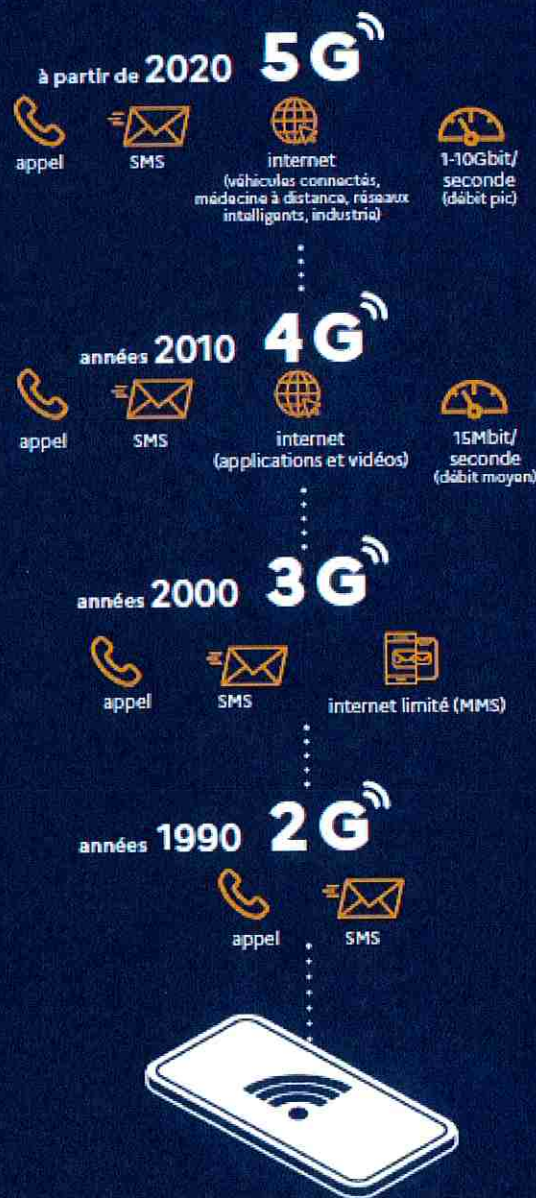 à partir de 2020 5G
appel SMS internet 1-10Gbit/
(véhicules connectés, seconde
médecine à distance, réseaux (débit pic)
intelligents, industrie)
années 2010 4G
appel SMS internet 15Mbit/
(applications et vidéos) seconde
(débit moyen)
années 2000 3G
appel SMS internet limité (MMS)
années 1990 2G
appel SMS